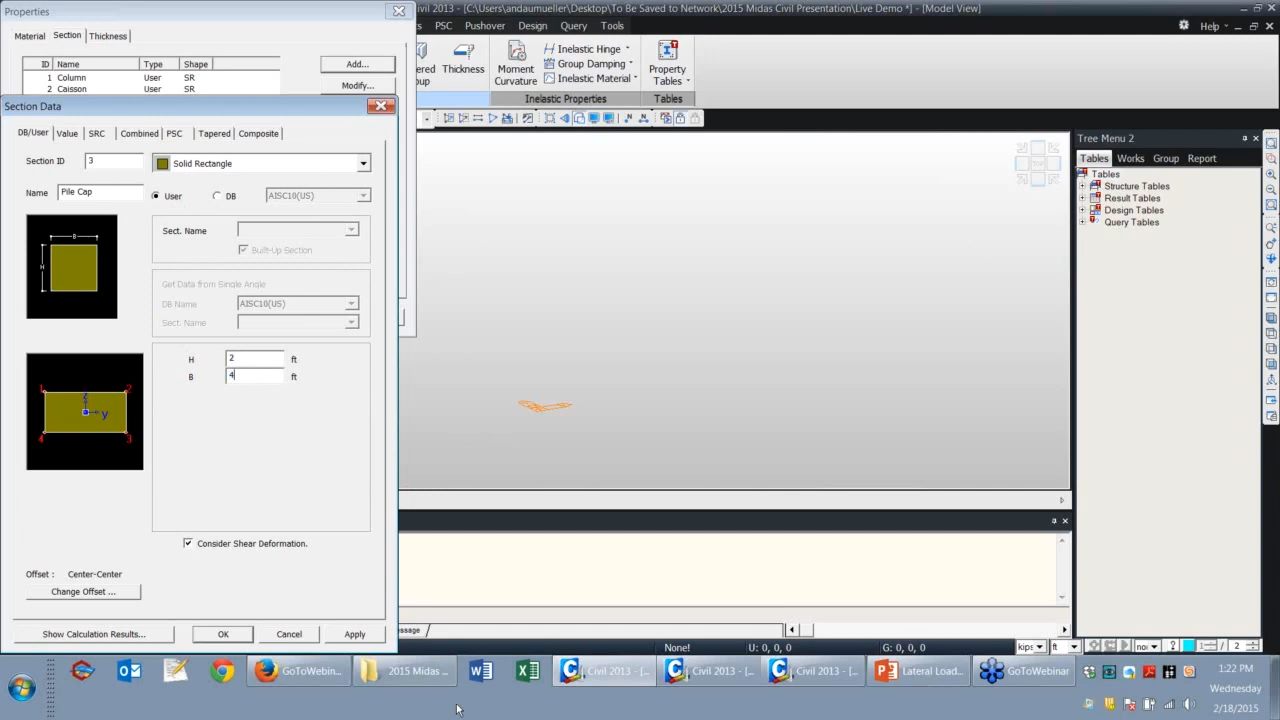 Properties
Civil 2013 - [C:\Users\andaumueller\Desktop\To Be Saved to Network\2015 Midas Civil Presentation\Live Demo *] - [Model View]
PSC Pushover Design Query Tools Help
Material Section Thickness
ID Name Type Shape
1 Column User SR
2 Caisson User SR
Add...
Modify...
Thickness
Moment Curvature
Inelastic Hinge
Group Damping
Inelastic Material
Property Tables
Inelastic Properties
Tables
Section Data
DB/User Value SRC Combined PSC Tapered Composite
Section ID 3 Solid Rectangle
Name Pile Cap User DB AISC10(US)
Sect. Name
Built-Up Section
Get Data from Single Angle
DB Name AISC10(US)
Sect. Name
B
H
H 2 ft
B 4 ft
1 2
z
y
4 3
Consider Shear Deformation.
Offset : Center-Center
Change Offset ...
Show Calculation Results... OK Cancel Apply
TOP
Tree Menu 2
Tables Works Group Report
Tables
Structure Tables
Result Tables
Design Tables
Query Tables
None! U: 0, 0, 0 G: 0, 0, 0 kips ft 1 / 2
GoToWebin... 2015 Midas ... Civil 2013 - [... Civil 2013 - [... Civil 2013 - [... Lateral Load... GoToWebinar
1:22 PM
Wednesday
2/18/2015